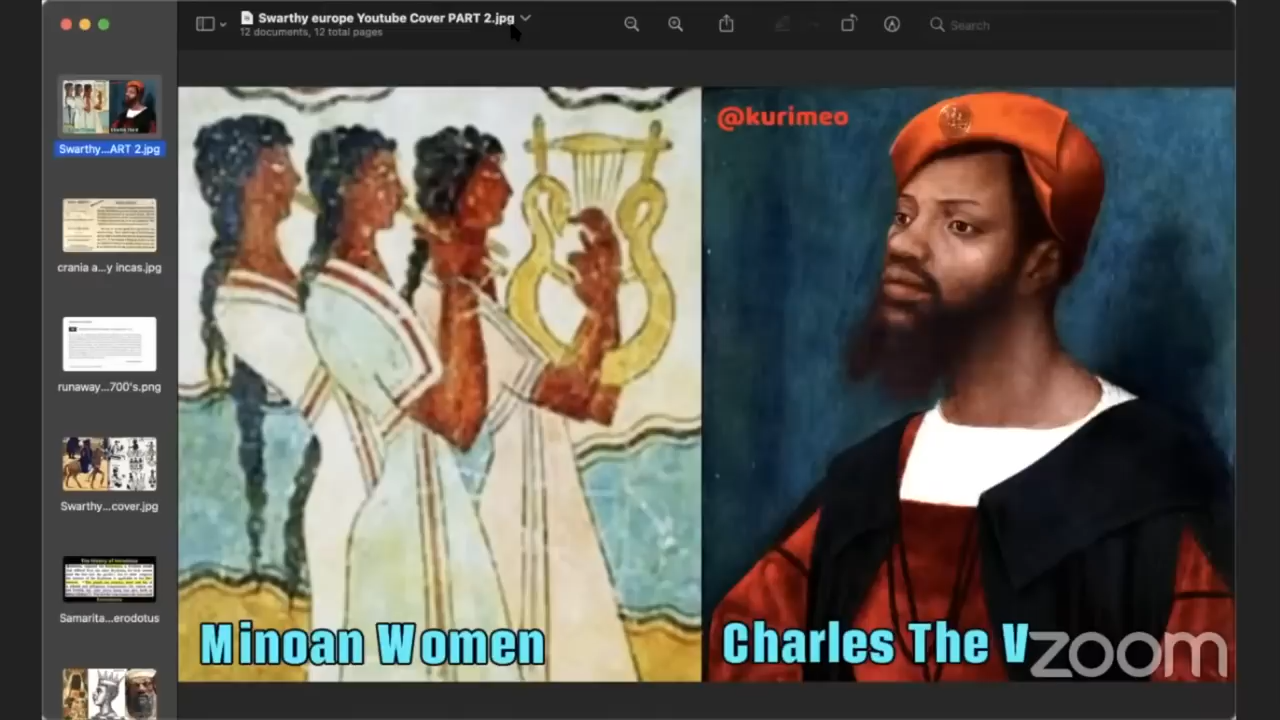 Swarthy europe Youtube Cover PART 2.jpg
12 documents, 12 total pages
Search
Swarthy...ART 2.jpg
crania a...y incas.jpg
runaway...700's.png
Swarthy...cover.jpg
Samarita...erodotus
@kurimeo
Minoan Women
Charles The V
zoom